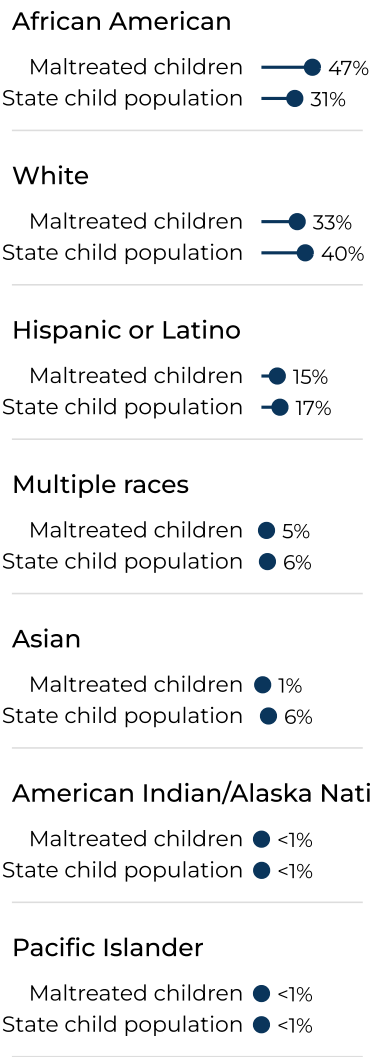 African American
Maltreated children 47%
State child population 31%
White
Maltreated children 33%
State child population 40%
Hispanic or Latino
Maltreated children 15%
State child population 17%
Multiple races
Maltreated children 5%
State child population 6%
Asian
Maltreated children 1%
State child population 6%
American Indian/Alaska Nati
Maltreated children <1%
State child population <1%
Pacific Islander
Maltreated children <1%
State child population <1%